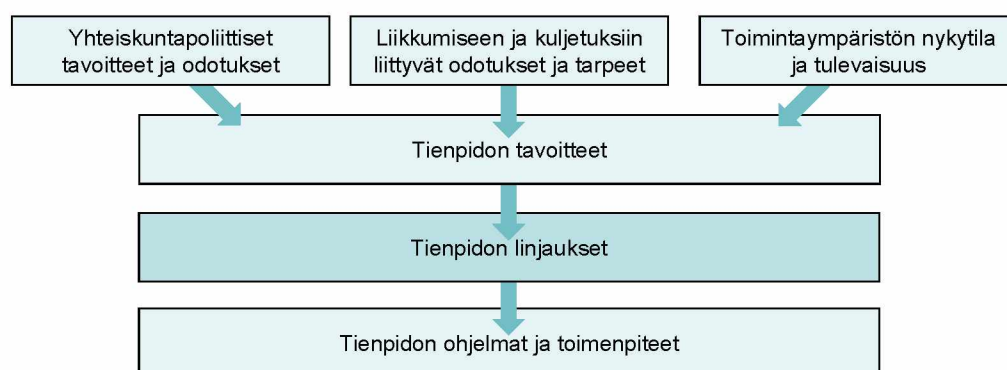 Yhteiskuntapoliittiset
tavoitteet ja odotukset
Liikkumiseen ja kuljetuksiin
liittyvät odotukset ja tarpeet
Toimintaympäristön nykytila
ja tulevaisuus
Tienpidon tavoitteet
Tienpidon linjaukset
Tienpidon ohjelmat ja toimenpiteet